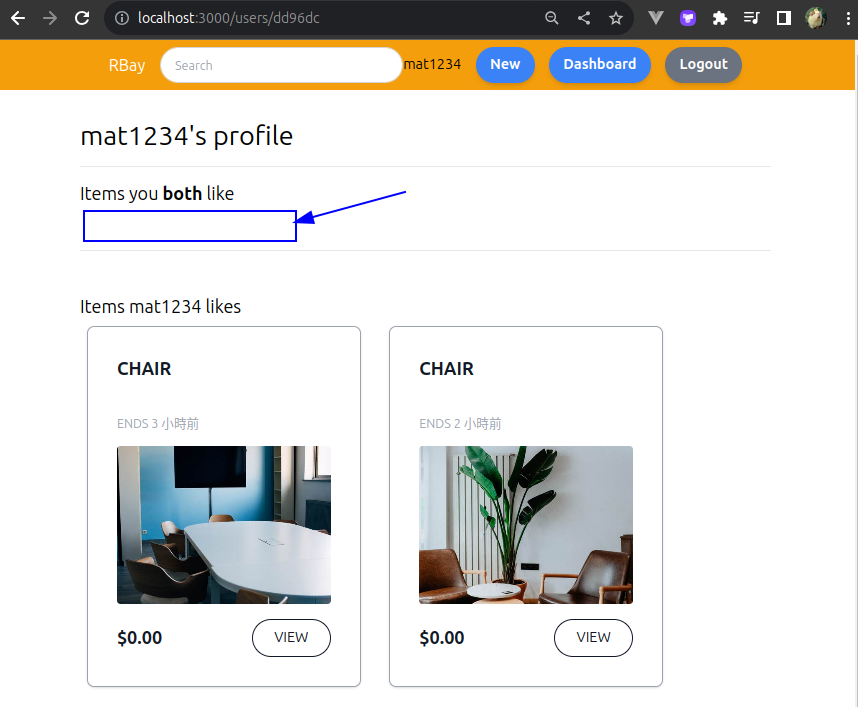 localhost:3000/users/dd96dc
RBay Search mat1234 New Dashboard Logout
mat1234's profile
Items you both like
Items mat1234 likes
CHAIR CHAIR
ENDS 3 小時前 ENDS 2 小時前
$0.00 VIEW $0.00 VIEW